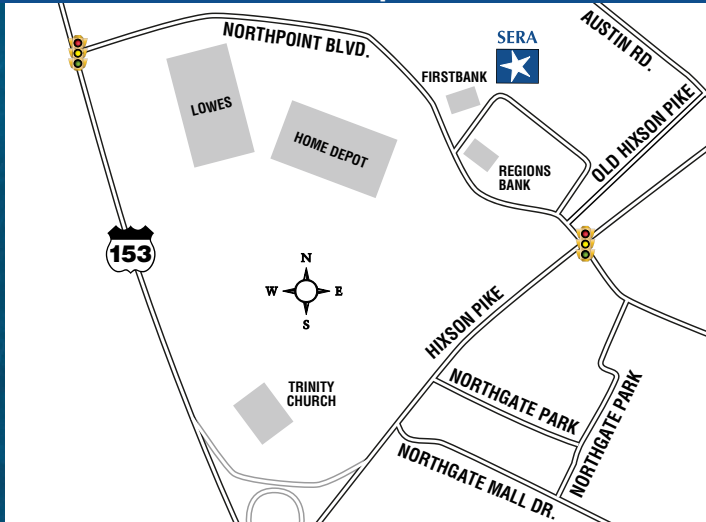 NORTHPOINT BLVD.
SERA
AUSTIN RD.
FIRSTBANK
LOWES
HOME DEPOT
OLD HIXSON PIKE
REGIONS
BANK
153
N
W
E
S
HIXSON PIKE
TRINITY
CHURCH
NORTHGATE PARK
NORTHGATE PARK
NORTHGATE MALL DR.